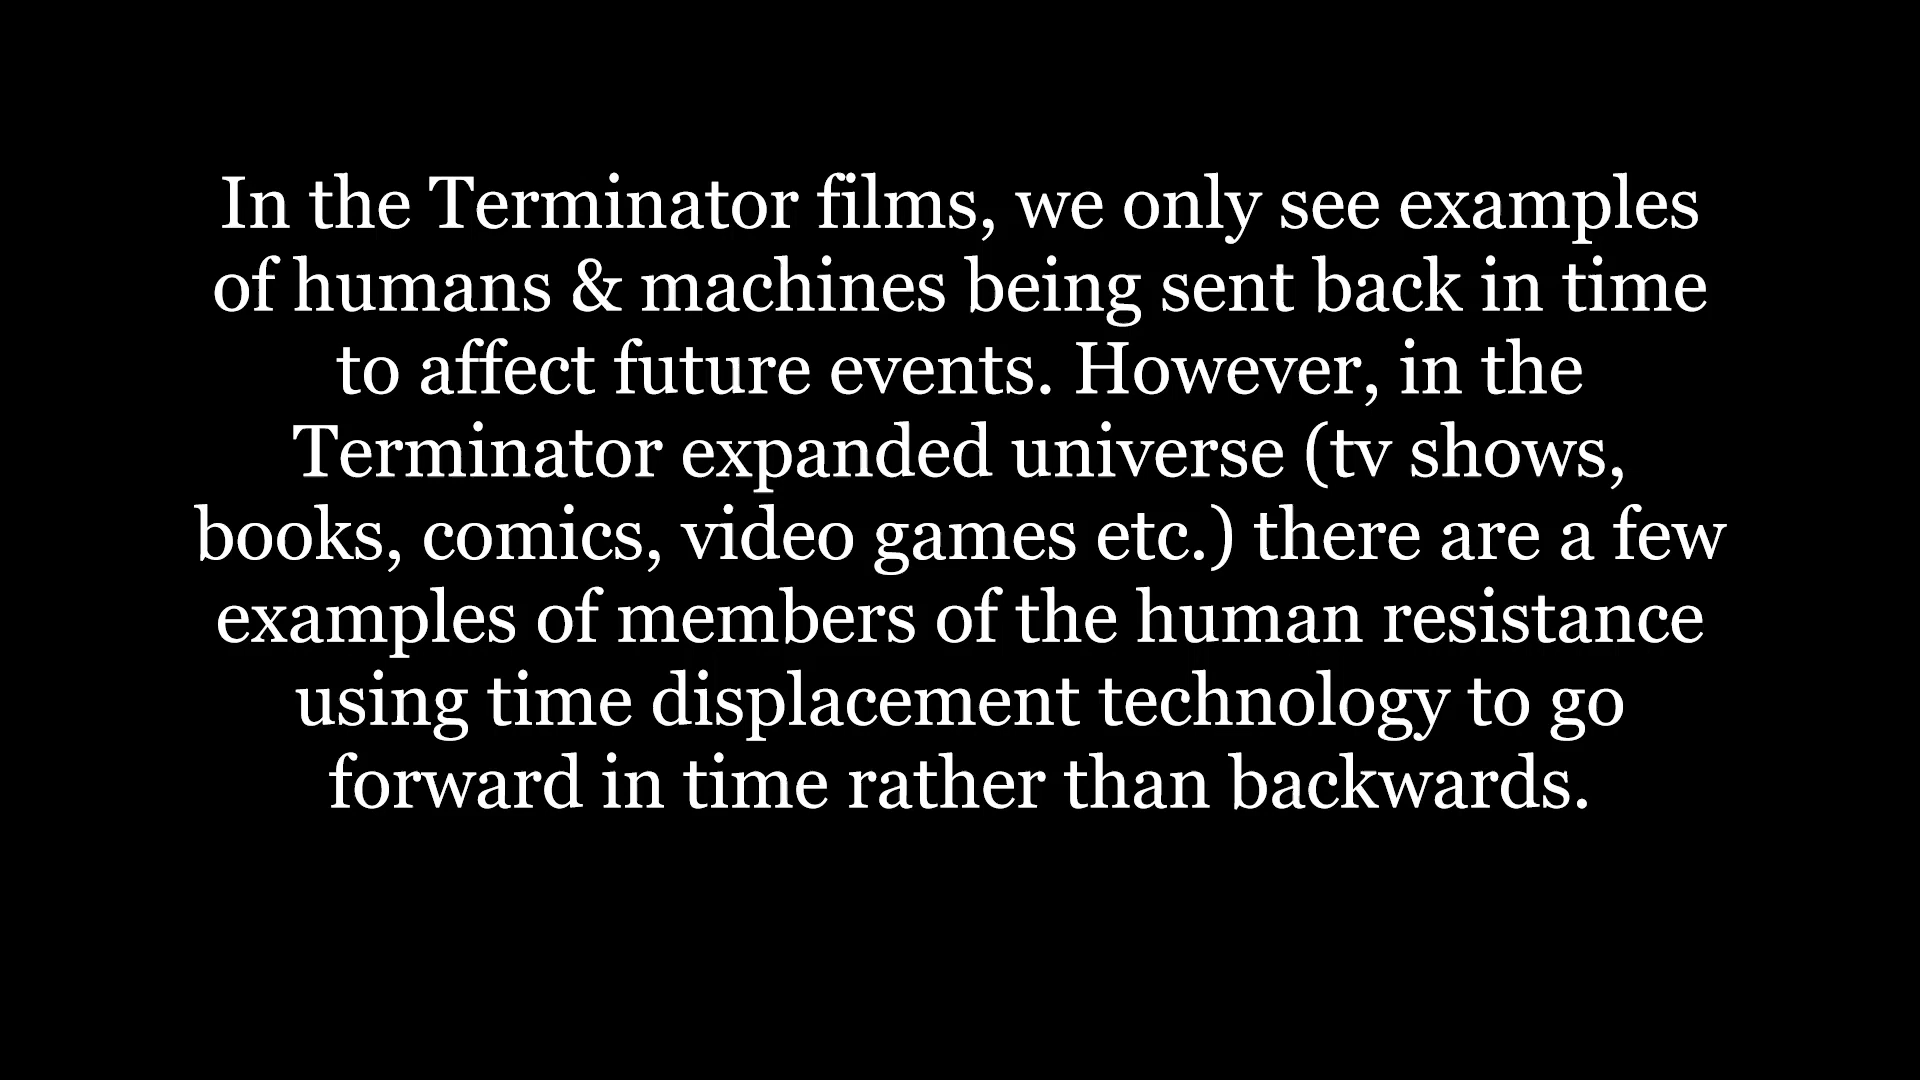 In the Terminator films, we only see examples
of humans & machines being sent back in time
to affect future events. However, in the
Terminator expanded universe (tv shows,
books, comics, video games etc.) there are a few
examples of members of the human resistance
using time displacement technology to go
forward in time rather than backwards.